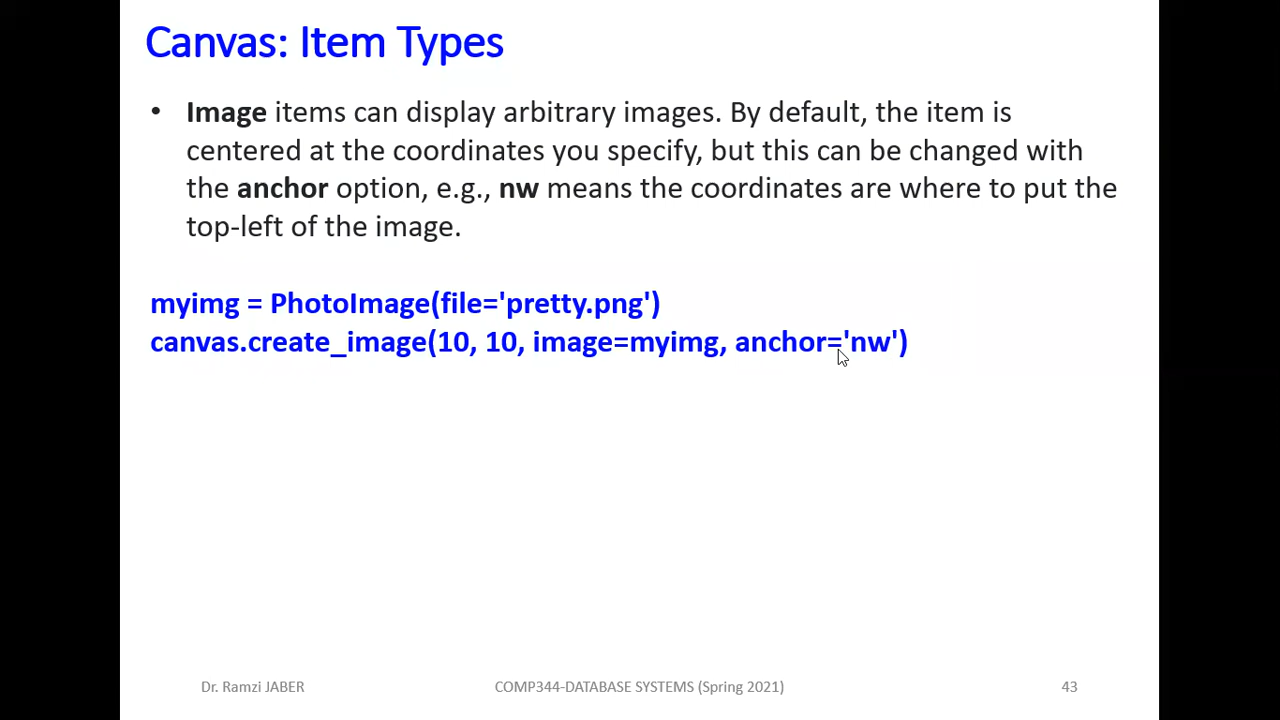 Canvas: Item Types
• Image items can display arbitrary images. By default, the item is
centered at the coordinates you specify, but this can be changed with
the anchor option, e.g., nw means the coordinates are where to put the
top-left of the image.
myimg = PhotoImage(file='pretty.png')
canvas.create_image(10, 10, image=myimg, anchor='nw')
Dr. Ramzi JABER COMP344-DATABASE SYSTEMS (Spring 2021) 43